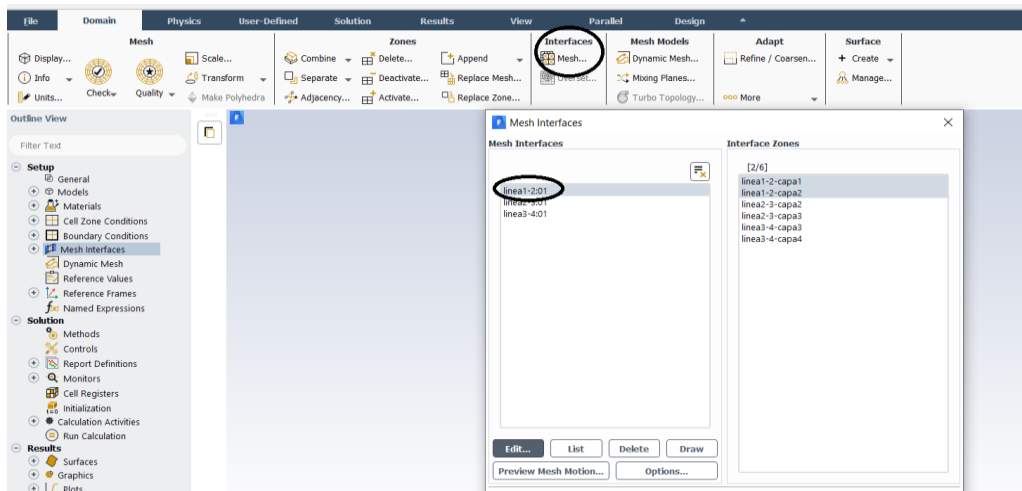 File Domain Physics User-Defined Solution Results View Parallel Design
Mesh Zones Interfaces Mesh Models Adapt Surface
Display... Scale... Combine Delete... Append Mesh... Dynamic Mesh... Refine / Coarsen... + Create
Info Check Quality Transform Separate Deactivate... Replace Mesh... Overset... Mixing Planes... Manage...
Units... Make Polyhedra Adjacency... Activate... Replace Zone... Turbo Topology... More
Outline View
Filter Text
Setup
General
Models
Materials
Cell Zone Conditions
Boundary Conditions
Mesh Interfaces
Dynamic Mesh
Reference Values
Reference Frames
Named Expressions
Solution
Methods
Controls
Report Definitions
Monitors
Cell Registers
Initialization
Calculation Activities
Run Calculation
Results
Surfaces
Graphics
Plots
Mesh Interfaces
Mesh Interfaces
linea1-2:01
linea2-3:01
linea3-4:01
Edit... List Delete Draw
Preview Mesh Motion... Options...
Interface Zones
[2/6]
linea1-2-capa1
linea1-2-capa2
linea2-3-capa2
linea2-3-capa3
linea3-4-capa3
linea3-4-capa4